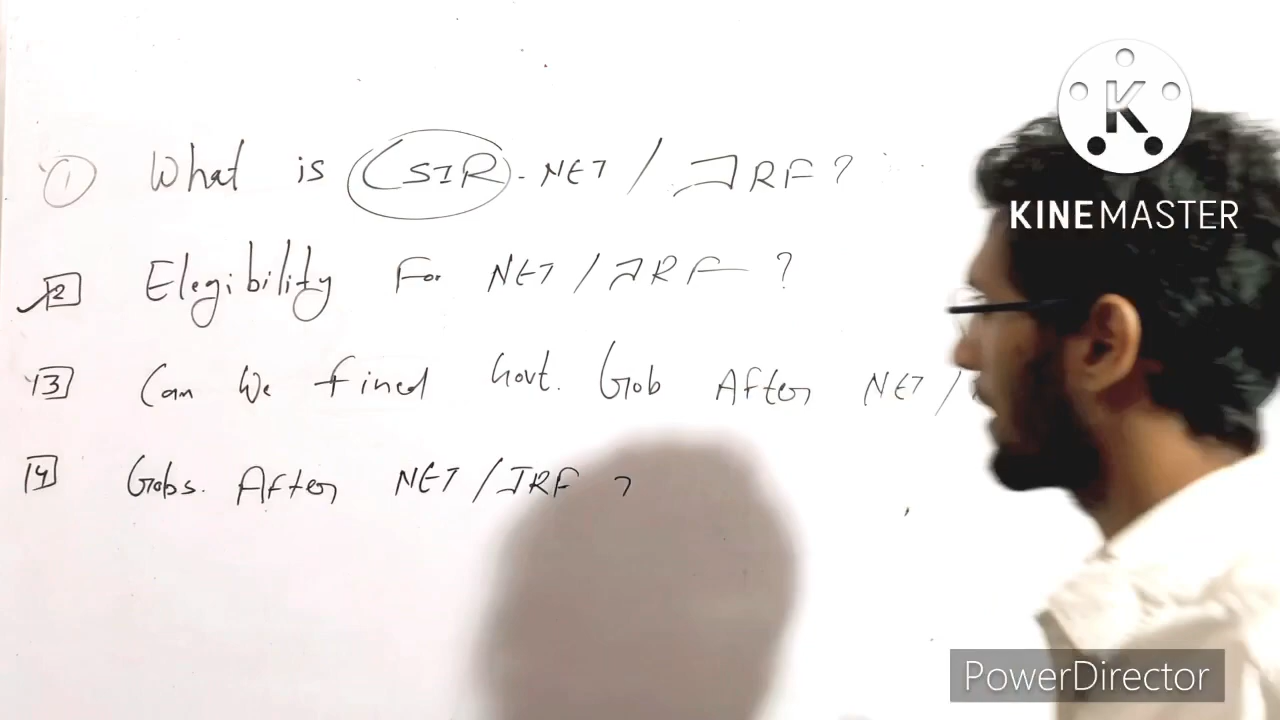 1 What is CSIR-NET / JRF?
2 Elegibility For NET / JRF ?
3 Can We fined Govt. Gob After NET /
4 Gobs. After NET / JRF ?
K
KINEMASTER
PowerDirector